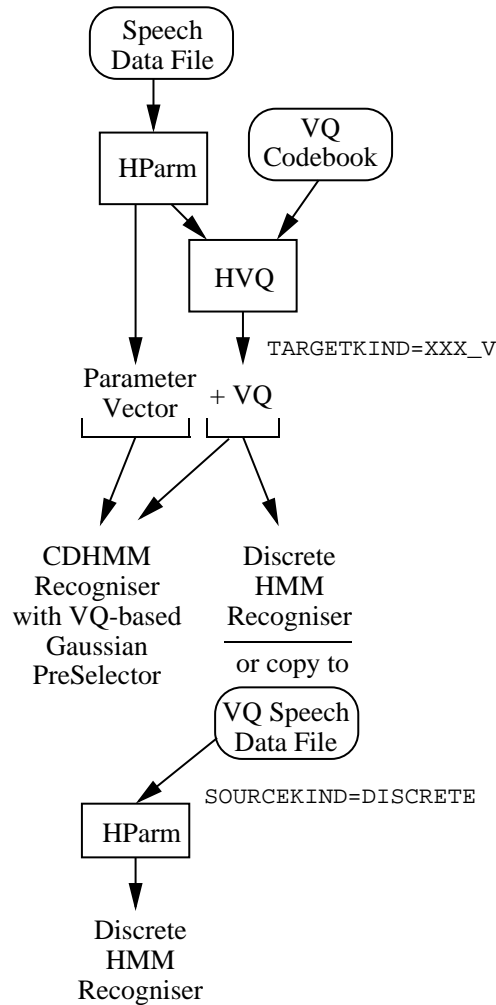 Speech
Data File
VQ
Codebook
HParm
HVQ
TARGETKIND=XXX_V
Parameter
Vector
+ VQ
CDHMM
Recogniser
with VQ-based
Gaussian
PreSelector
Discrete
HMM
Recogniser
or copy to
VQ Speech
Data File
SOURCEKIND=DISCRETE
HParm
Discrete
HMM
Recogniser